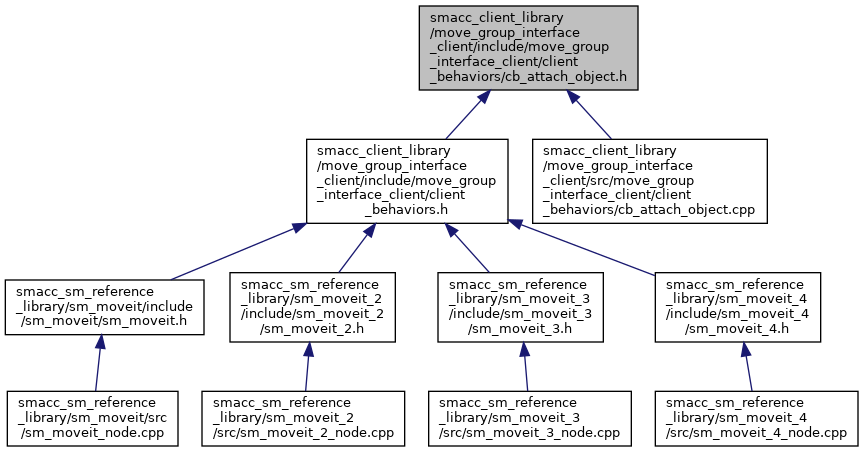 smacc_client_library
/move_group_interface
_client/include/move_group
_interface_client/client
_behaviors/cb_attach_object.h
smacc_client_library
/move_group_interface
_client/include/move_group
_interface_client/client
_behaviors.h
smacc_client_library
/move_group_interface
_client/src/move_group
_interface_client/client
_behaviors/cb_attach_object.cpp
smacc_sm_reference
_library/sm_moveit/include
/sm_moveit/sm_moveit.h
smacc_sm_reference
_library/sm_moveit_2
/include/sm_moveit_2
/sm_moveit_2.h
smacc_sm_reference
_library/sm_moveit_3
/include/sm_moveit_3
/sm_moveit_3.h
smacc_sm_reference
_library/sm_moveit_4
/include/sm_moveit_4
/sm_moveit_4.h
smacc_sm_reference
_library/sm_moveit/src
/sm_moveit_node.cpp
smacc_sm_reference
_library/sm_moveit_2
/src/sm_moveit_2_node.cpp
smacc_sm_reference
_library/sm_moveit_3
/src/sm_moveit_3_node.cpp
smacc_sm_reference
_library/sm_moveit_4
/src/sm_moveit_4_node.cpp